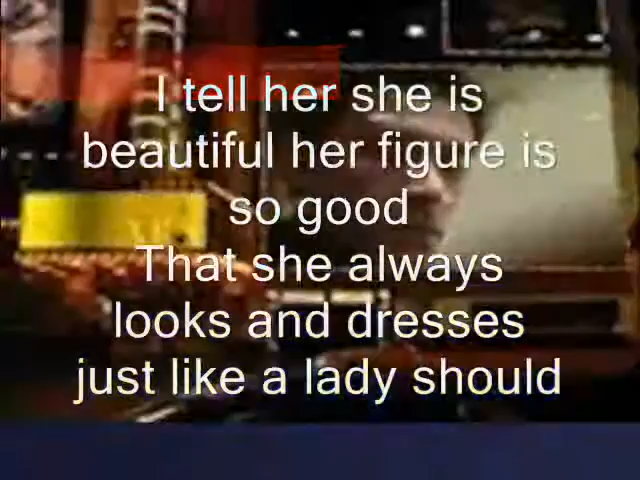 I tell her she is
beautiful her figure is
so good
That she always
looks and dresses
just like a lady should